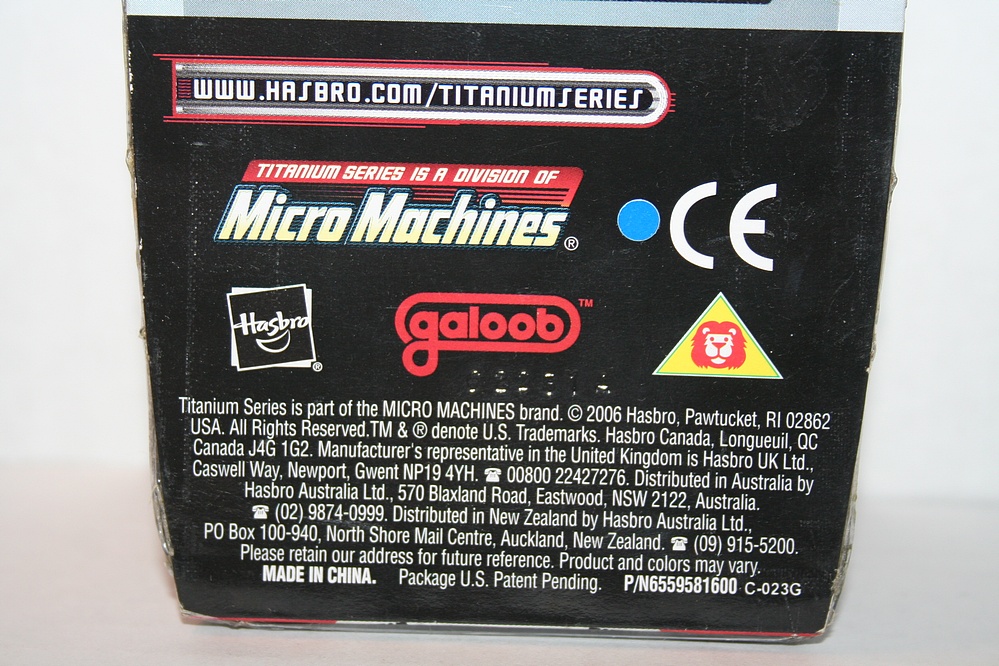 WWW.HASBRO.COM/TITANIUMSERIES
TITANIUM SERIES IS A DIVISION OF
Micro Machines®
CE
Hasbro®
galoob™
Titanium Series is part of the MICRO MACHINES brand. © 2006 Hasbro, Pawtucket, RI 02862
USA. All Rights Reserved.TM & ® denote U.S. Trademarks. Hasbro Canada, Longueuil, QC
Canada J4G 1G2. Manufacturer's representative in the United Kingdom is Hasbro UK Ltd.,
Caswell Way, Newport, Gwent NP19 4YH. ☎ 00800 22427276. Distributed in Australia by
Hasbro Australia Ltd., 570 Blaxland Road, Eastwood, NSW 2122, Australia.
☎ (02) 9874-0999. Distributed in New Zealand by Hasbro Australia Ltd.,
PO Box 100-940, North Shore Mail Centre, Auckland, New Zealand. ☎ (09) 915-5200.
Please retain our address for future reference. Product and colors may vary.
MADE IN CHINA. Package U.S. Patent Pending. P/N6559581600 C-023G